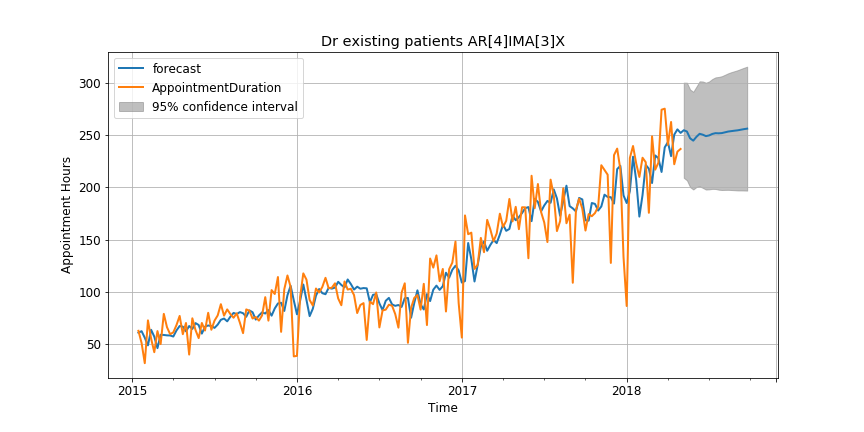 Dr existing patients AR[4]IMA[3]X
forecast
AppointmentDuration
95% confidence interval
Appointment Hours
300
250
200
150
100
50
2015
2016
2017
2018
Time